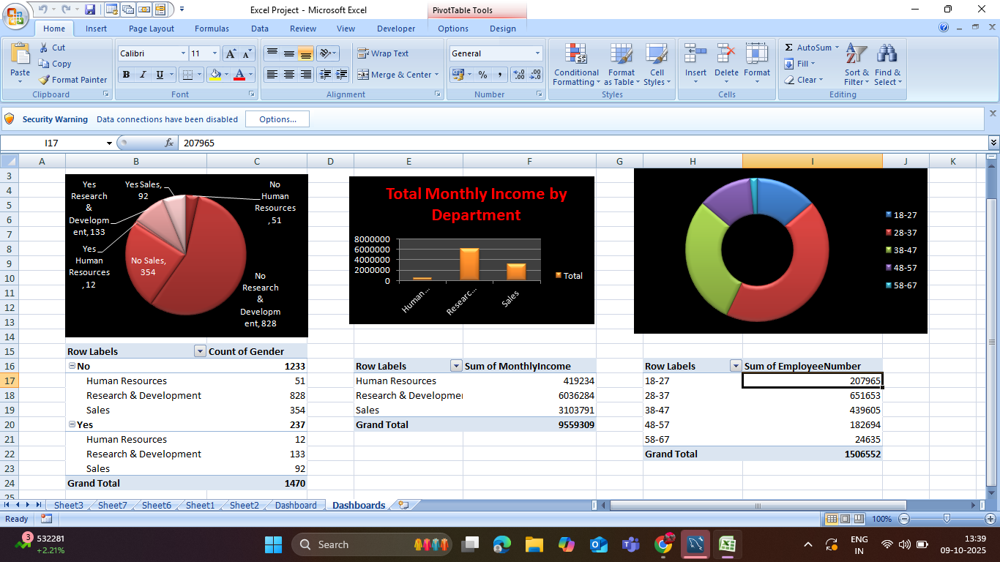 Excel Project - Microsoft Excel
PivotTable Tools
Home Insert Page Layout Formulas Data Review View Developer Options Design
Paste
Cut
Copy
Format Painter
Clipboard
Calibri 11
B I U
Font
Wrap Text
Merge & Center
Alignment
General
%
Number
Conditional Formatting
Format as Table
Cell Styles
Styles
Insert Delete Format
Cells
AutoSum
Fill
Clear
Sort & Filter
Find & Select
Editing
Security Warning Data connections have been disabled Options...
I17 fx 207965
A B C D E F G H I J K
3
4
5
6
7
8
9
10
11
12
13
14
Yes Research & Developm ent, 133
Yes Sales, 92
No Human Resources , 51
Yes Human Resources , 12
No Sales, 354
No Research & Developm ent, 828
Total Monthly Income by
Department
8000000
6000000
4000000
2000000
0
Human...
Researc...
Sales
Total
18-27
28-37
38-47
48-57
58-67
15 Row Labels Count of Gender
16 No 1233 Row Labels Sum of MonthlyIncome Row Labels Sum of EmployeeNumber
17 Human Resources 51 Human Resources 419234 18-27 207965
18 Research & Development 828 Research & Developmen 6036284 28-37 651653
19 Sales 354 Sales 3103791 38-47 439605
20 Yes 237 Grand Total 9559309 48-57 182694
21 Human Resources 12 58-67 24635
22 Research & Development 133 Grand Total 1506552
23 Sales 92
24 Grand Total 1470
25
Sheet3 Sheet7 Sheet6 Sheet1 Sheet2 Dashboard Dashboards
Ready 100%
3
532281
+2.21%
Search
ENG
IN
13:39
09-10-2025